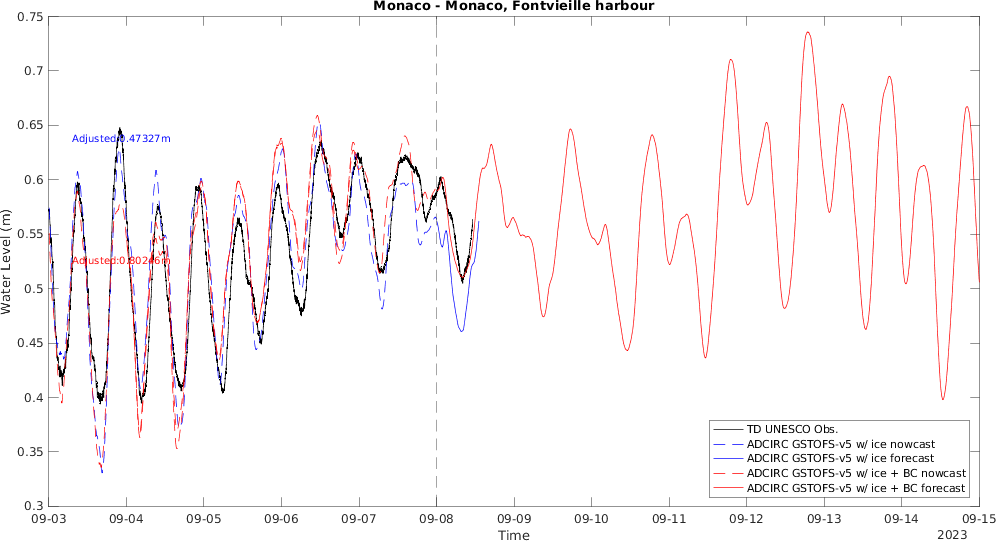 Monaco - Monaco, Fontvieille harbour
0.75
0.7
0.65
0.6
0.55
0.5
0.45
0.4
0.35
0.3
Water Level (m)
Adjusted:0.47327m
TD UNESCO Obs.
ADCIRC GSTOFS-v5 w/ ice nowcast
ADCIRC GSTOFS-v5 w/ ice forecast
ADCIRC GSTOFS-v5 w/ ice + BC nowcast
ADCIRC GSTOFS-v5 w/ ice + BC forecast
09-03 09-04 09-05 09-06 09-07 09-08 09-09 09-10 09-11 09-12 09-13 09-14 09-15
Time
2023